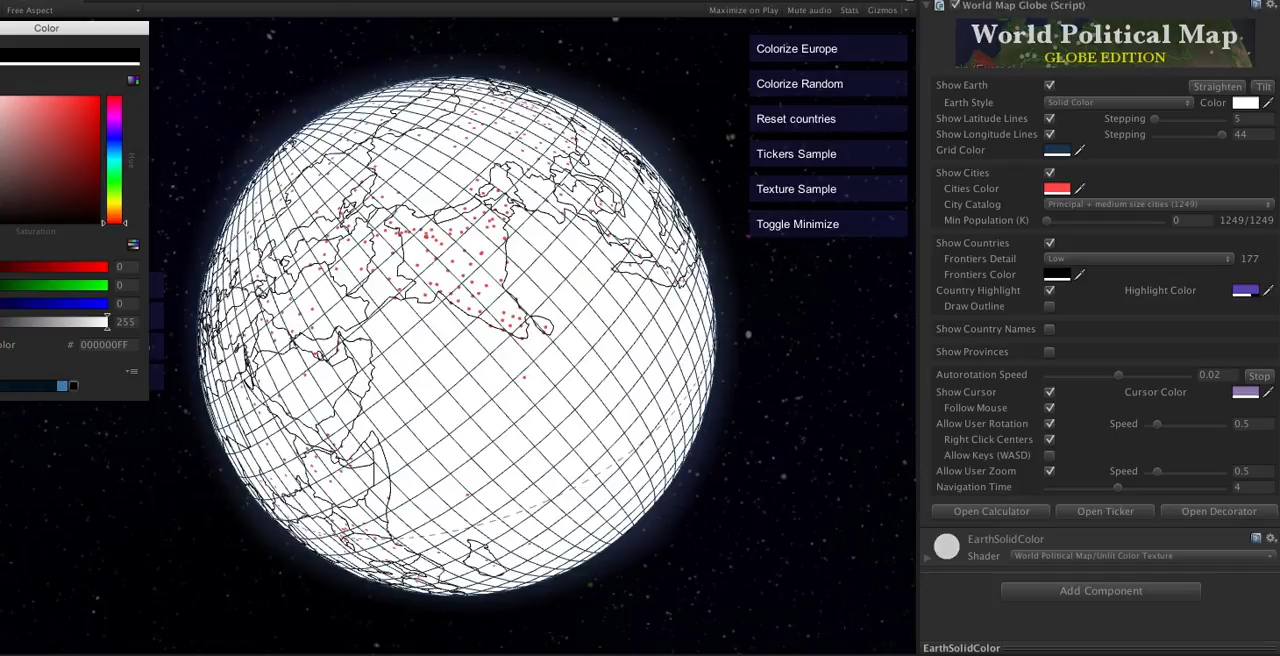 Free Aspect
Maximize on Play Mute audio Stats Gizmos
Color
Hue
Saturation
0
0
0
255
# 000000FF
Colorize Europe
Colorize Random
Reset countries
Tickers Sample
Texture Sample
Toggle Minimize
World Map Globe (Script)
World Political Map
GLOBE EDITION
Show Earth Straighten Tilt
Earth Style Solid Color Color
Show Latitude Lines Stepping 5
Show Longitude Lines Stepping 44
Grid Color
Show Cities
Cities Color
City Catalog Principal + medium size cities (1249)
Min Population (K) 0 1249/1249
Show Countries
Frontiers Detail Low 177
Frontiers Color
Country Highlight Highlight Color
Draw Outline
Show Country Names
Show Provinces
Autorotation Speed 0.02 Stop
Show Cursor Cursor Color
Follow Mouse
Allow User Rotation Speed 0.5
Right Click Centers
Allow Keys (WASD)
Allow User Zoom Speed 0.5
Navigation Time 4
Open Calculator Open Ticker Open Decorator
EarthSolidColor
Shader World Political Map/Unlit Color Texture
Add Component
EarthSolidColor